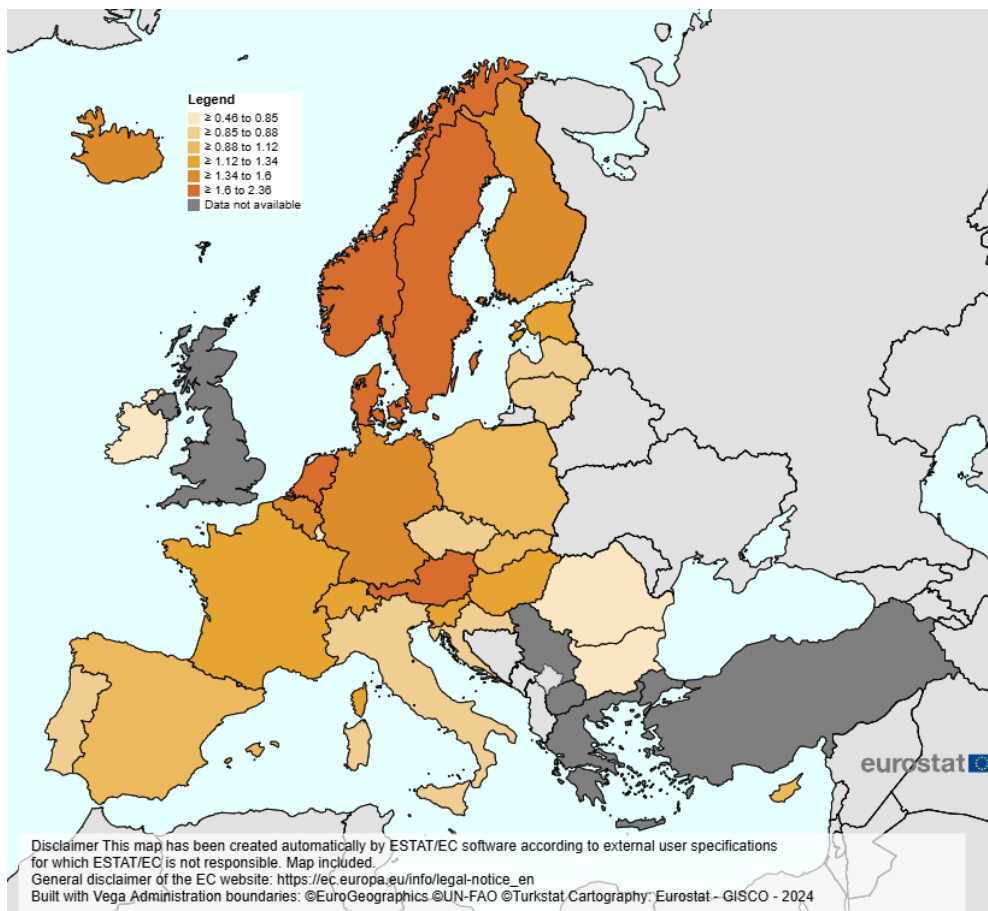 Legend
≥ 0.46 to 0.85
≥ 0.85 to 0.88
≥ 0.88 to 1.12
≥ 1.12 to 1.34
≥ 1.34 to 1.6
≥ 1.6 to 2.36
Data not available
eurostat
Disclaimer This map has been created automatically by ESTAT/EC software according to external user specifications
for which ESTAT/EC is not responsible. Map included.
General disclaimer of the EC website: https://ec.europa.eu/info/legal-notice_en
Built with Vega Administration boundaries: ©EuroGeographics ©UN-FAO ©Turkstat Cartography: Eurostat - GISCO - 2024